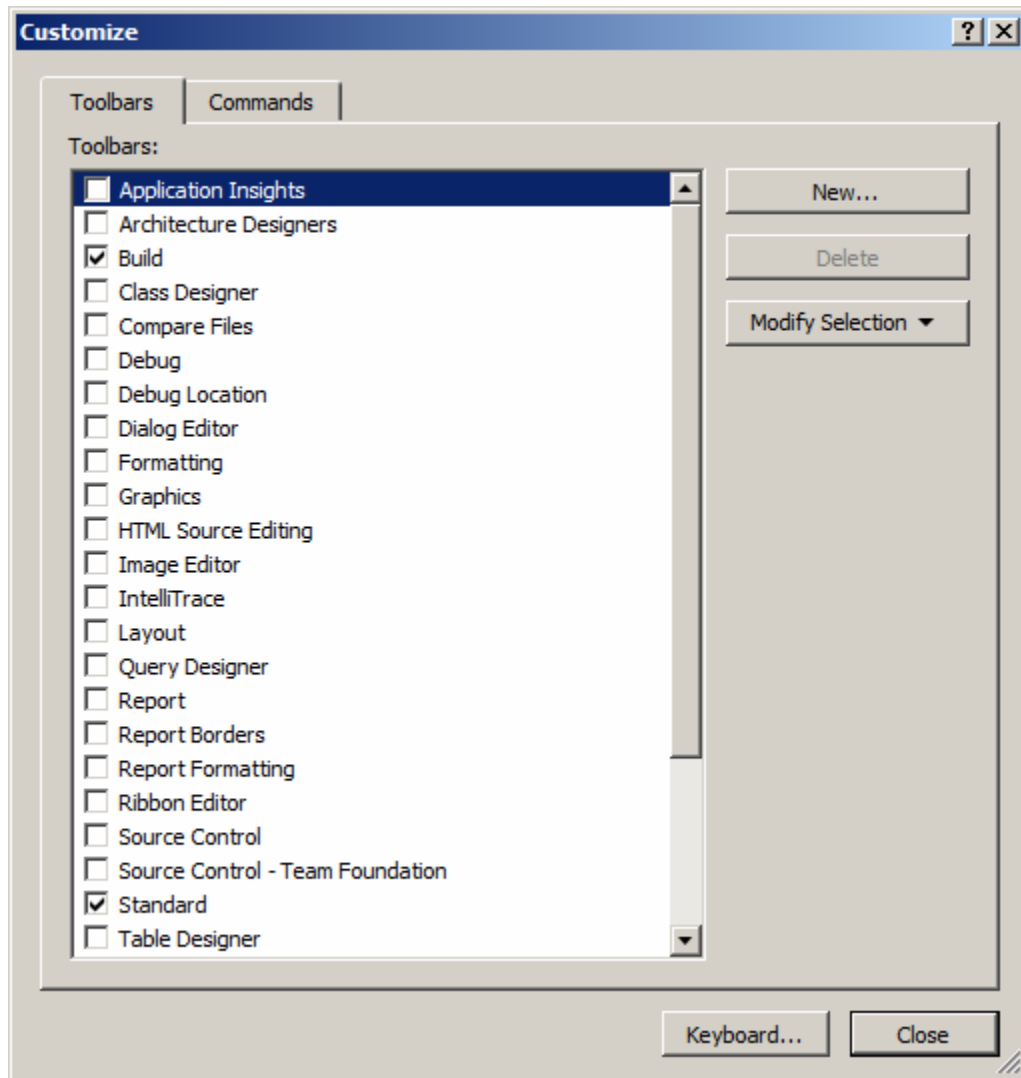 Customize
Toolbars
Commands
Toolbars:
Application Insights
Architecture Designers
Build
Class Designer
Compare Files
Debug
Debug Location
Dialog Editor
Formatting
Graphics
HTML Source Editing
Image Editor
IntelliTrace
Layout
Query Designer
Report
Report Borders
Report Formatting
Ribbon Editor
Source Control
Source Control - Team Foundation
Standard
Table Designer
New...
Delete
Modify Selection
Keyboard...
Close